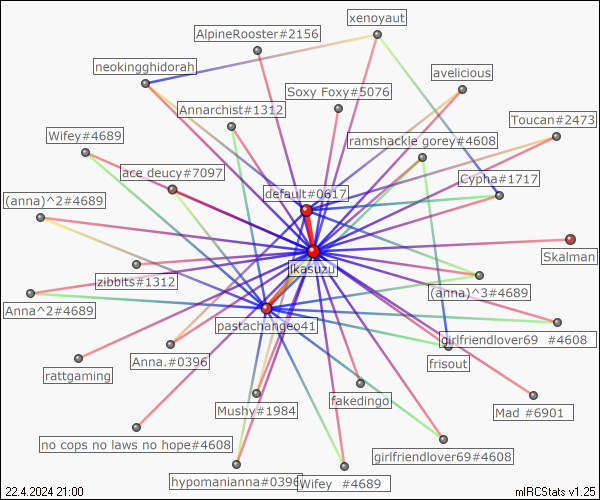 xenoyaut
AlpineRooster#2156
neokingghidorah
avelicious
Soxy Foxy#5076
Annarchist#1312
Toucan#2473
Wifey#4689
ramshackle gorey#4608
ace deucy#7097
Cypha#1717
default#0617
(anna)^2#4689
Skalman
jkasuzu
zibbits#1312
(anna)^3#4689
Anna^2#4689
pastachangeo41
girlfriendlover69 #4608
Anna.#0396
frisout
rattgaming
fakedingo
Mushy#1984
Mad #6901
no cops no laws no hope#4608
girlfriendlover69#4608
hypomanianna#0396
Wifey #4689
22.4.2024 21:00
mIRCStats v1.25